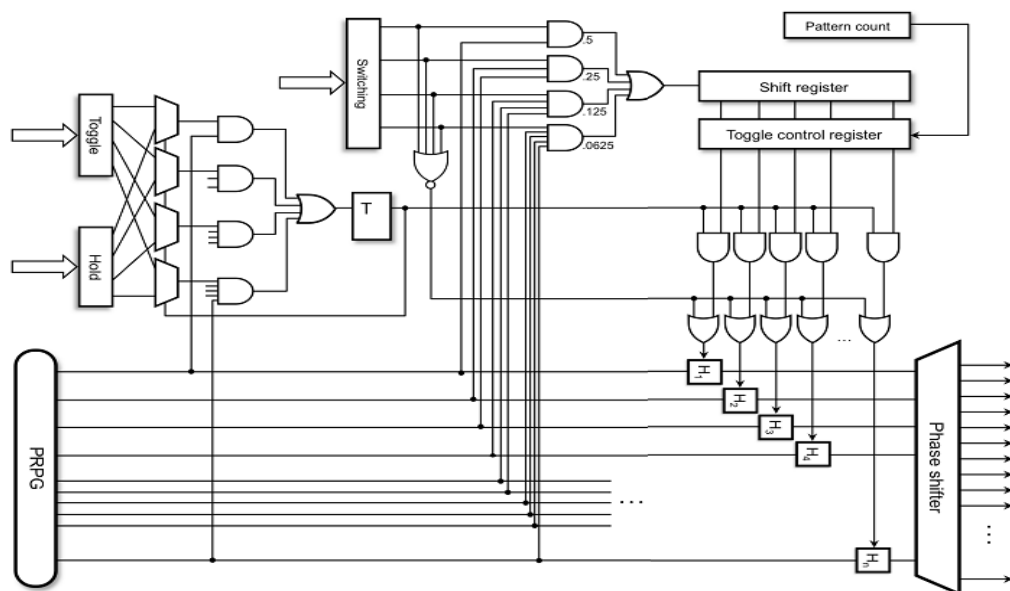 Pattern count
Switching
.5
.25
.125
.0625
Shift register
Toggle control register
Toggle
Hold
T
PRPG
H1
H2
H3
H4
Hn
...
...
Phase shifter
...